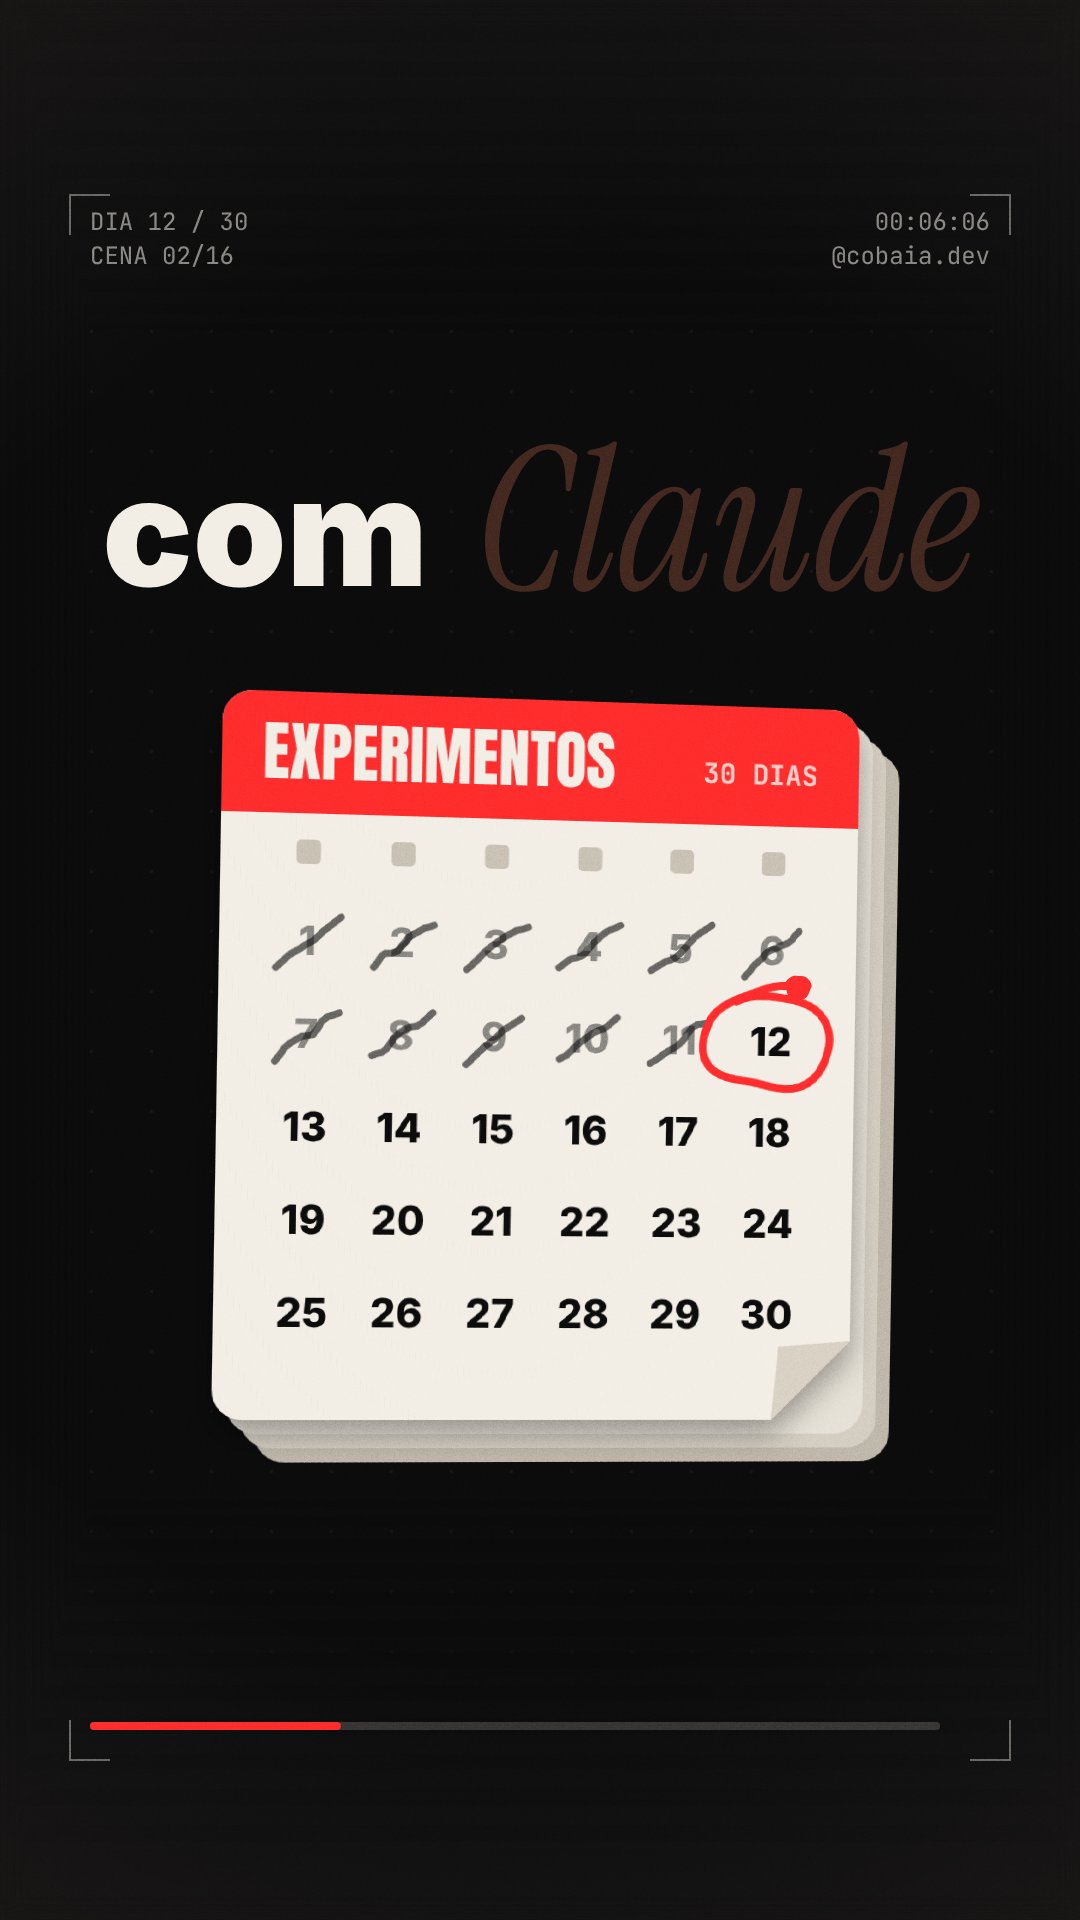 DIA 12 / 30
CENA 02/16
00:06:06
@cobaia.dev
com Claude
EXPERIMENTOS
30 DIAS
1 2 3 4 5 6
7 8 9 10 11 12
13 14 15 16 17 18
19 20 21 22 23 24
25 26 27 28 29 30